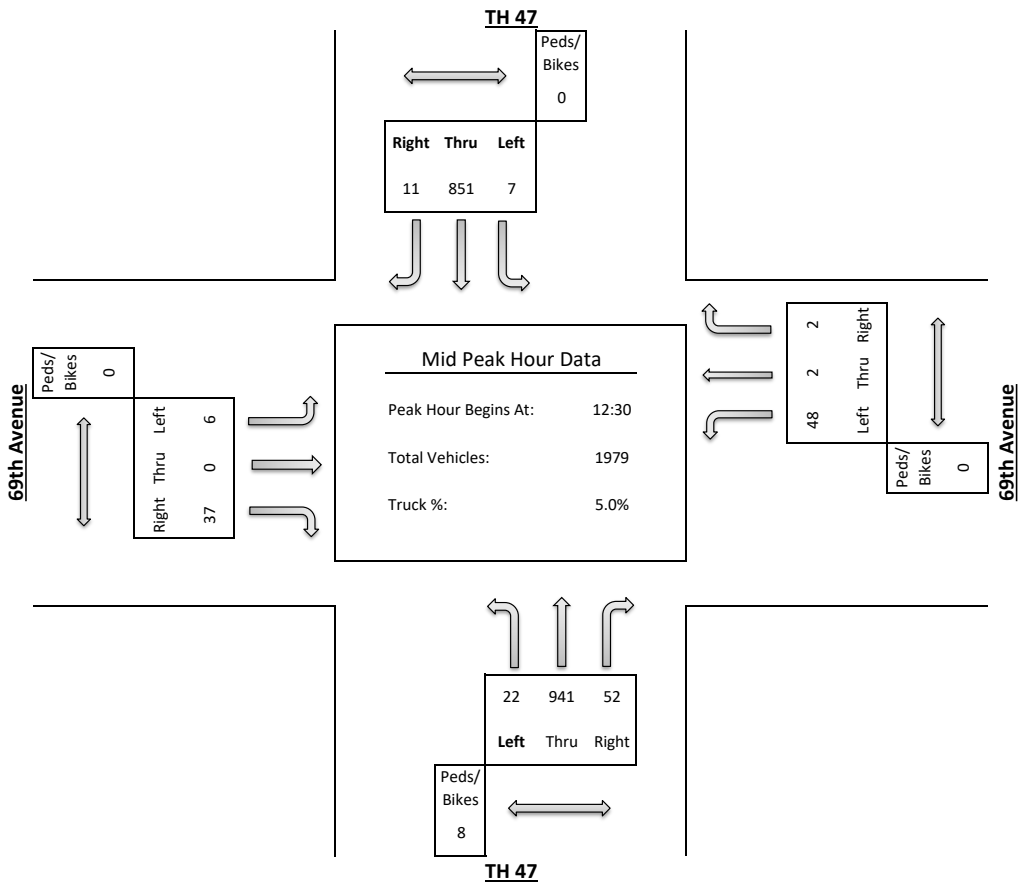 TH 47
Peds/
Bikes
0
Right Thru Left
11 851 7
Mid Peak Hour Data
Peak Hour Begins At: 12:30
Total Vehicles: 1979
Truck %: 5.0%
69th Avenue
Peds/
Bikes
0
Right Thru Left
37 0 6
2 2 48
Right Thru Left
Peds/
Bikes
0
69th Avenue
22 941 52
Left Thru Right
Peds/
Bikes
8
TH 47